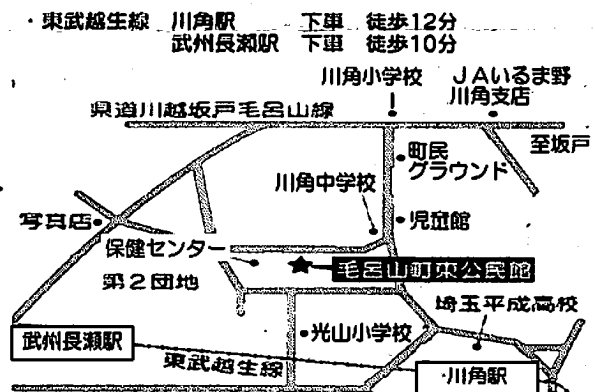 ・東武越生線 川角駅 下車 徒歩12分
武州長瀬駅 下車 徒歩10分
川角小学校
JAいるま野
川角支店
県道川越坂戸毛呂山線
至坂戸
町民
グラウンド
川角中学校
児童館
写真店
保健センター
毛呂山町東公民館
第2団地
埼玉平成高校
光山小学校
武州長瀬駅
東武越生線
川角駅